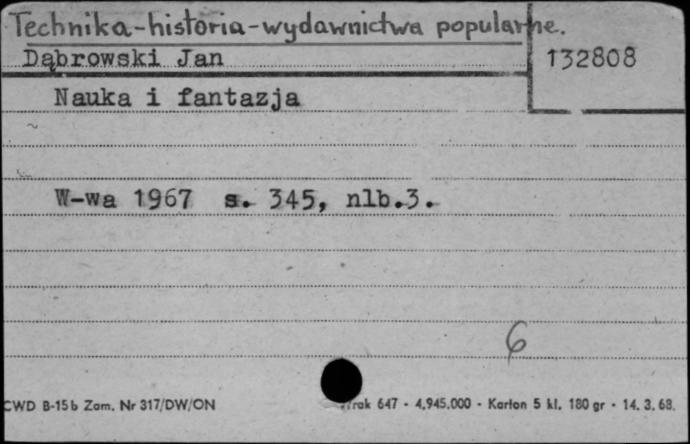 Technika-historia-wydawnictwa popularne.
Dąbrowski Jan
132808
Nauka i fantazja
W-wa 1967 s. 345, nlb.3.
6
CWD B-15b Zam. Nr 317/DW/ON
647 - 4,945.000 - Karton 5 kl. 180 gr - 14. 3. 68.